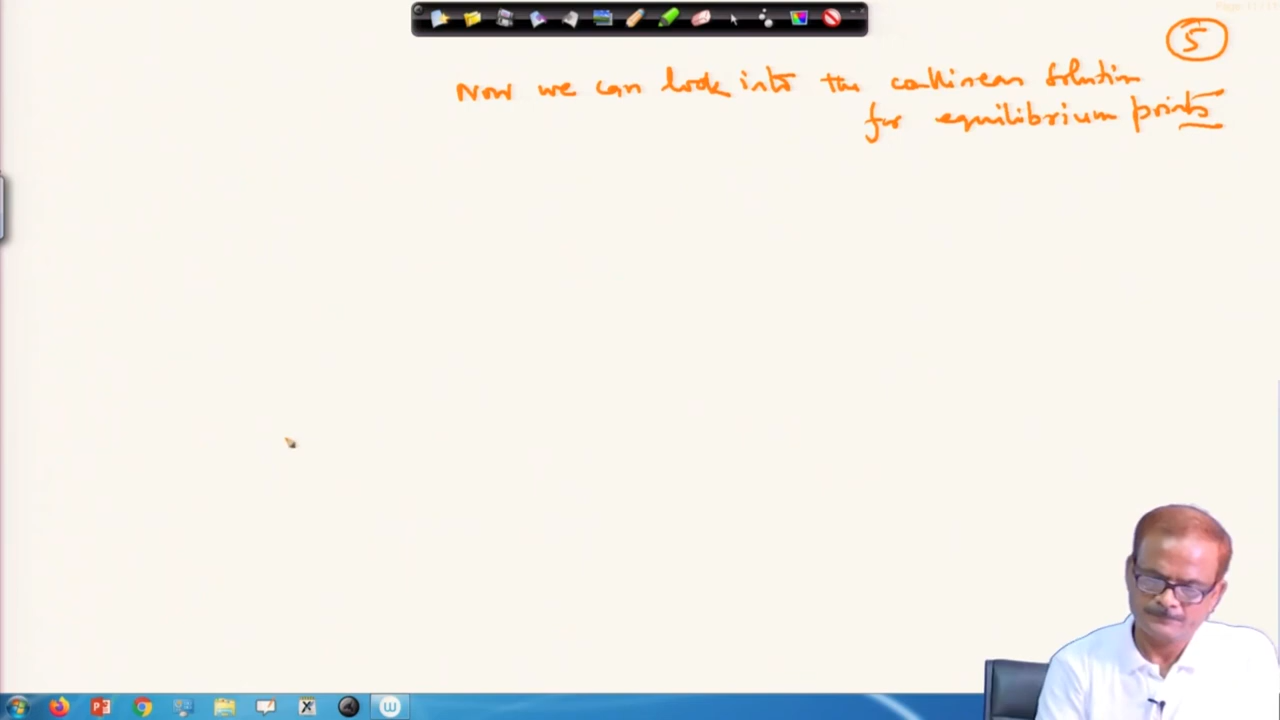 5
Now we can look into the collinear solution
for equilibrium points